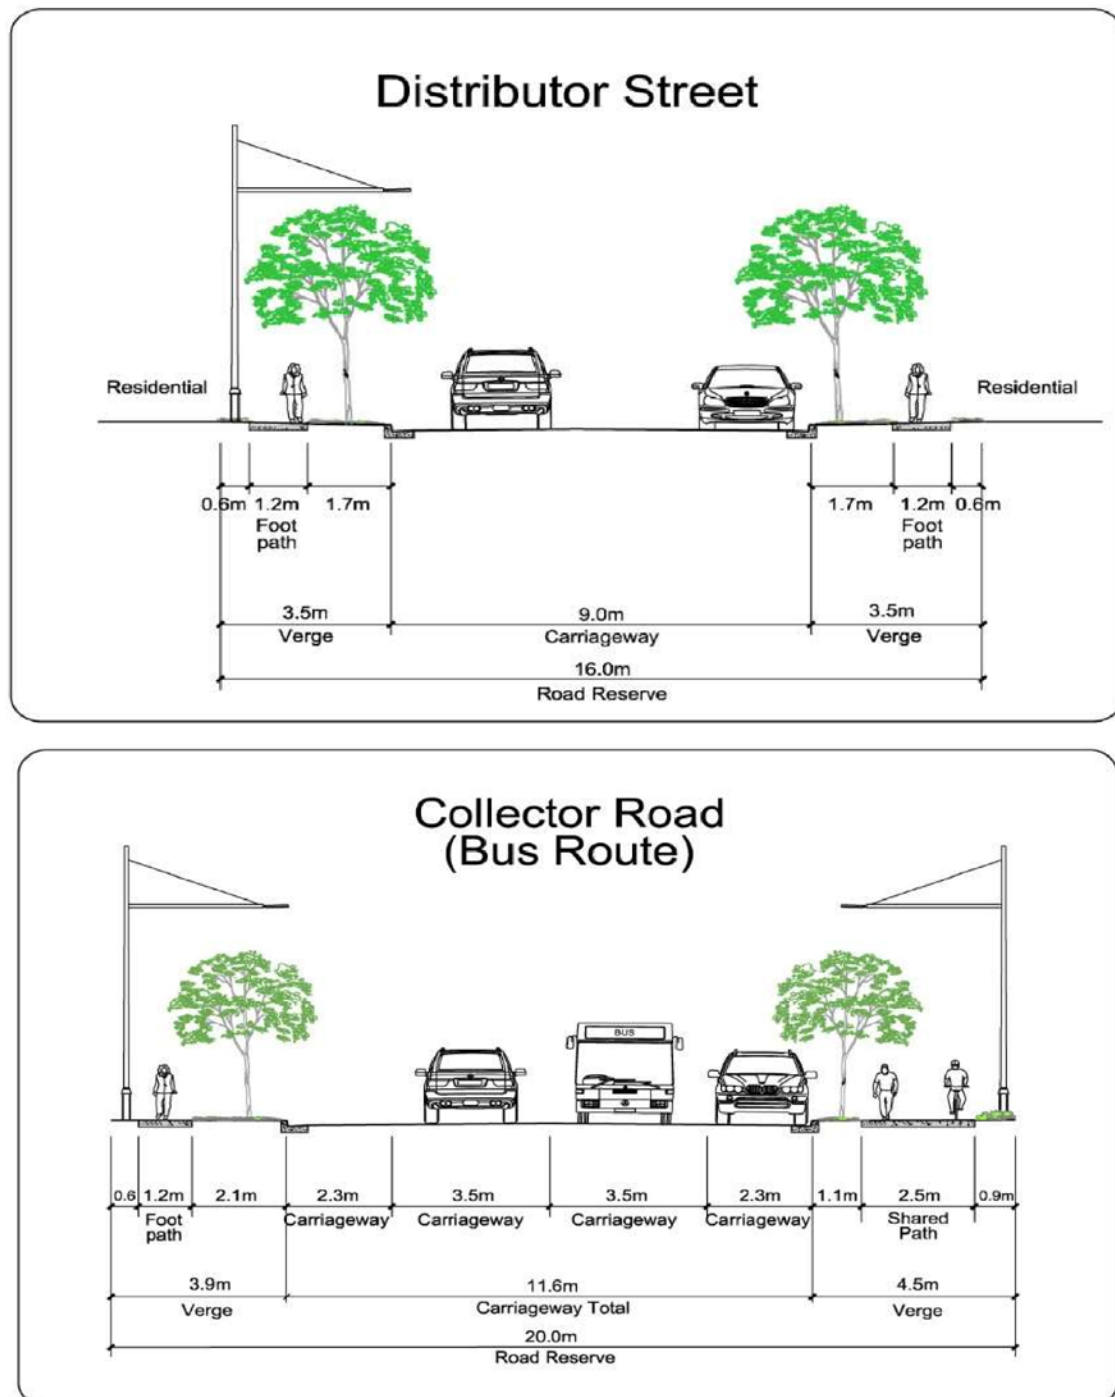 Distributor Street
Residential
Residential
0.6m 1.2m 1.7m 1.7m 1.2m 0.6m
Foot path Foot path
3.5m 9.0m 3.5m
Verge Carriageway Verge
16.0m
Road Reserve
Collector Road
(Bus Route)
BUS
0.6 1.2m 2.1m 2.3m 3.5m 3.5m 2.3m 1.1m 2.5m 0.9m
Foot path Carriageway Carriageway Carriageway Carriageway Shared Path
3.9m 11.6m 4.5m
Verge Carriageway Total Verge
20.0m
Road Reserve